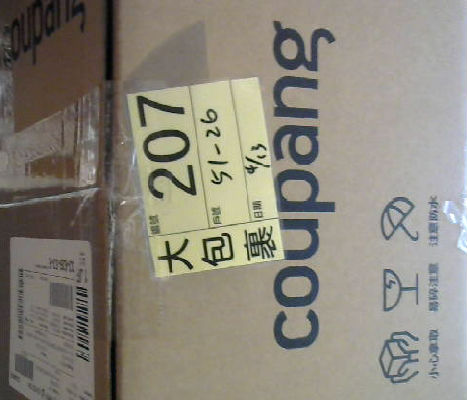 coupang
coupang
大包裹
編號 207
戶號 51-26
日期 4/13
小心拿取
易碎注意
注意防水